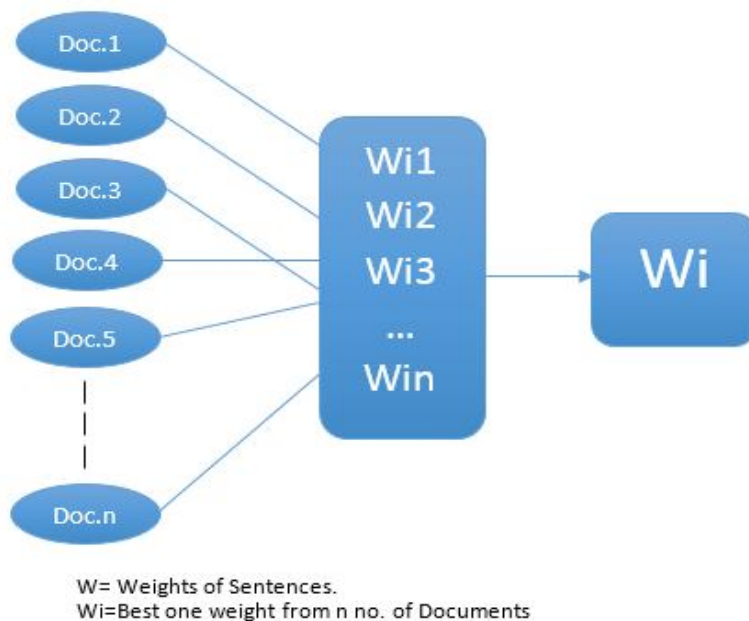 Doc.1
Doc.2
Doc.3
Doc.4
Doc.5
Doc.n
Wi1
Wi2
Wi3
...
Win
Wi
W= Weights of Sentences.
Wi=Best one weight from n no. of Documents